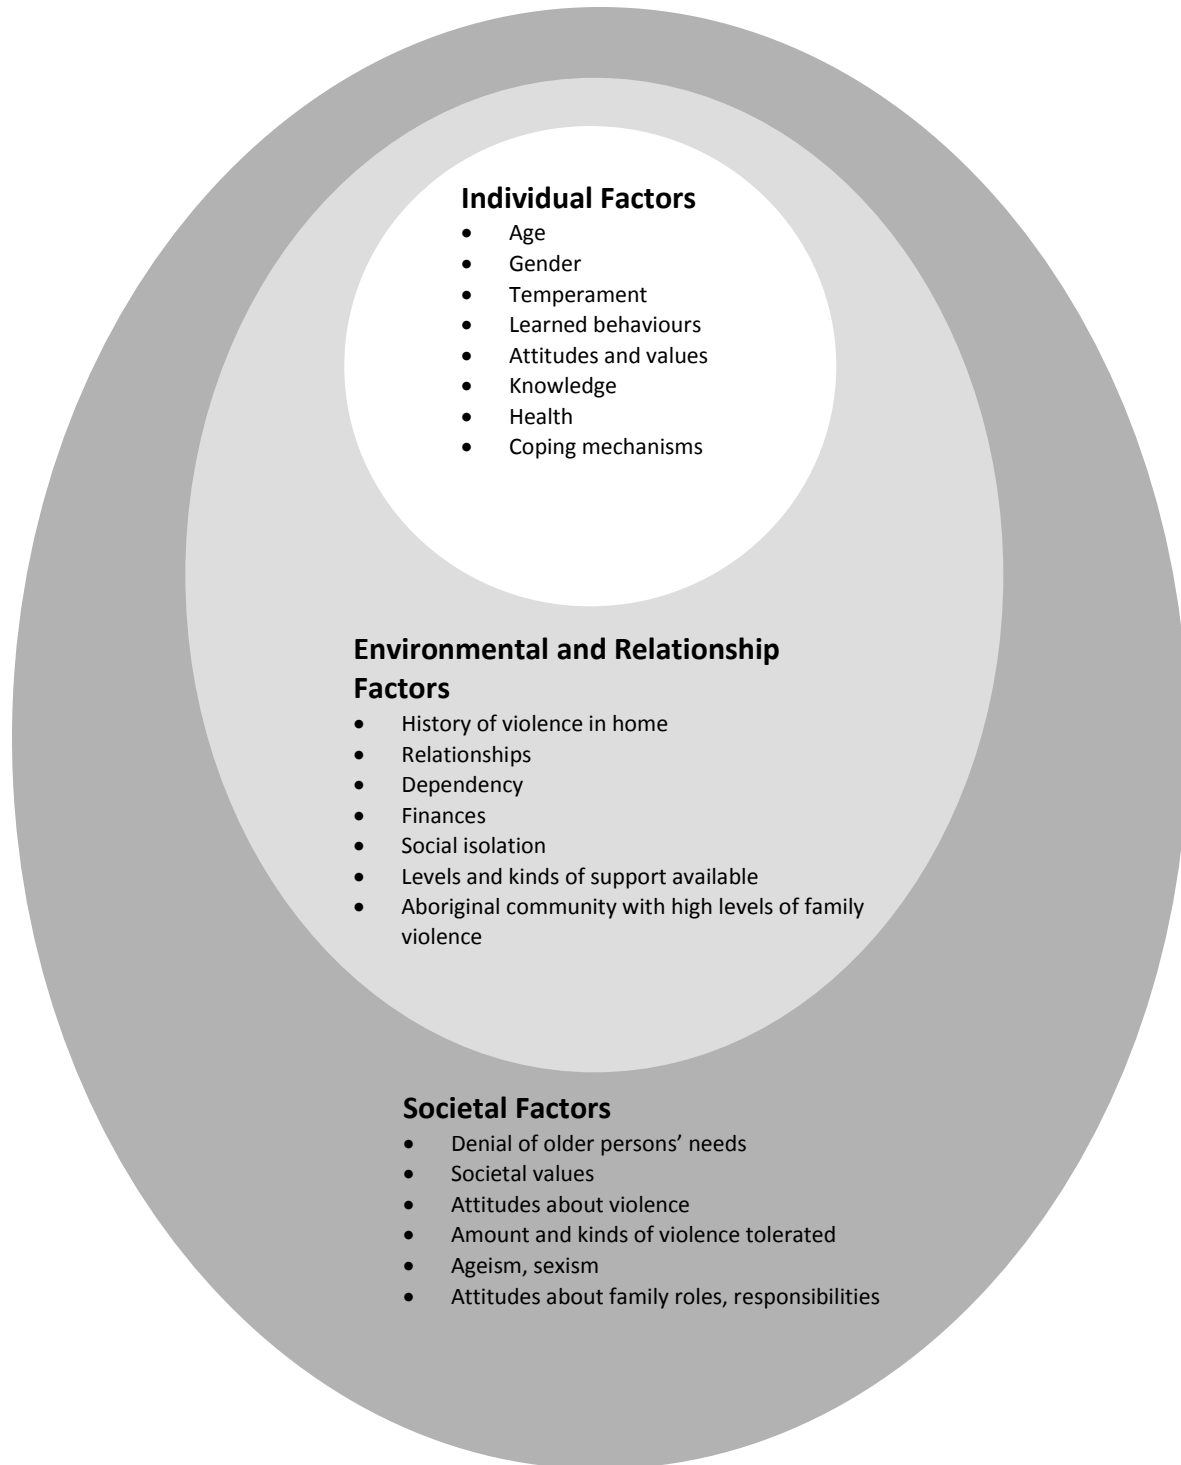 Individual Factors
• Age
• Gender
• Temperament
• Learned behaviours
• Attitudes and values
• Knowledge
• Health
• Coping mechanisms
Environmental and Relationship
Factors
• History of violence in home
• Relationships
• Dependency
• Finances
• Social isolation
• Levels and kinds of support available
• Aboriginal community with high levels of family
violence
Societal Factors
• Denial of older persons’ needs
• Societal values
• Attitudes about violence
• Amount and kinds of violence tolerated
• Ageism, sexism
• Attitudes about family roles, responsibilities